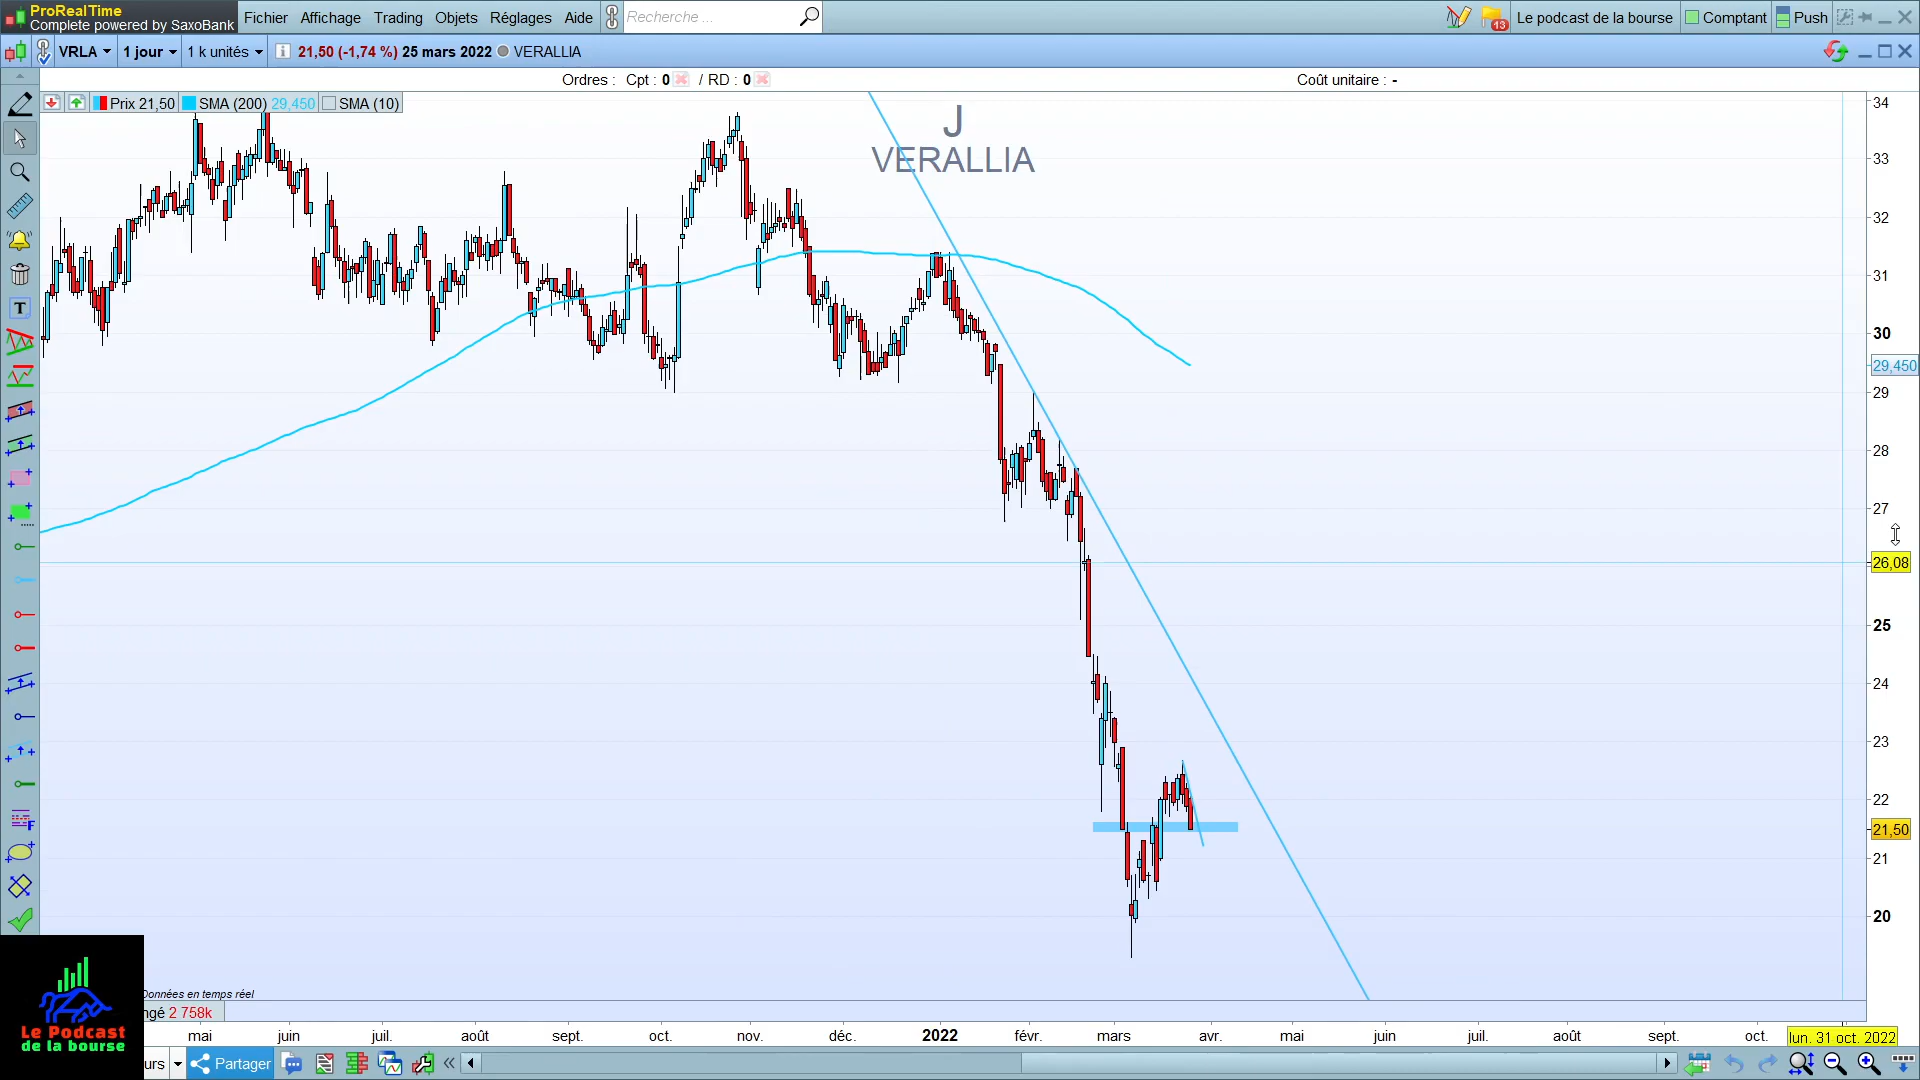 ProRealTime
Complete powered by SaxoBank
Fichier Affichage Trading Objets Réglages Aide
Recherche ...
13
Le podcast de la bourse
Comptant
Push
VRLA
1 jour
1 k unités
21,50 (-1,74 %) 25 mars 2022
VERALLIA
Ordres : Cpt : 0 / RD : 0
Coût unitaire : -
Prix 21,50
SMA (200) 29,450
SMA (10)
J
VERALLIA
34
33
32
31
30
29,450
29
28
27
26,08
25
24
23
22
21,50
21
20
T
F
Données en temps réel
ngé 2 758k
Le Podcast
de la bourse
mai juin juil. août sept. oct. nov. déc. 2022 févr. mars avr. mai juin juil. août sept. oct.
lun. 31 oct. 2022
urs
Partager